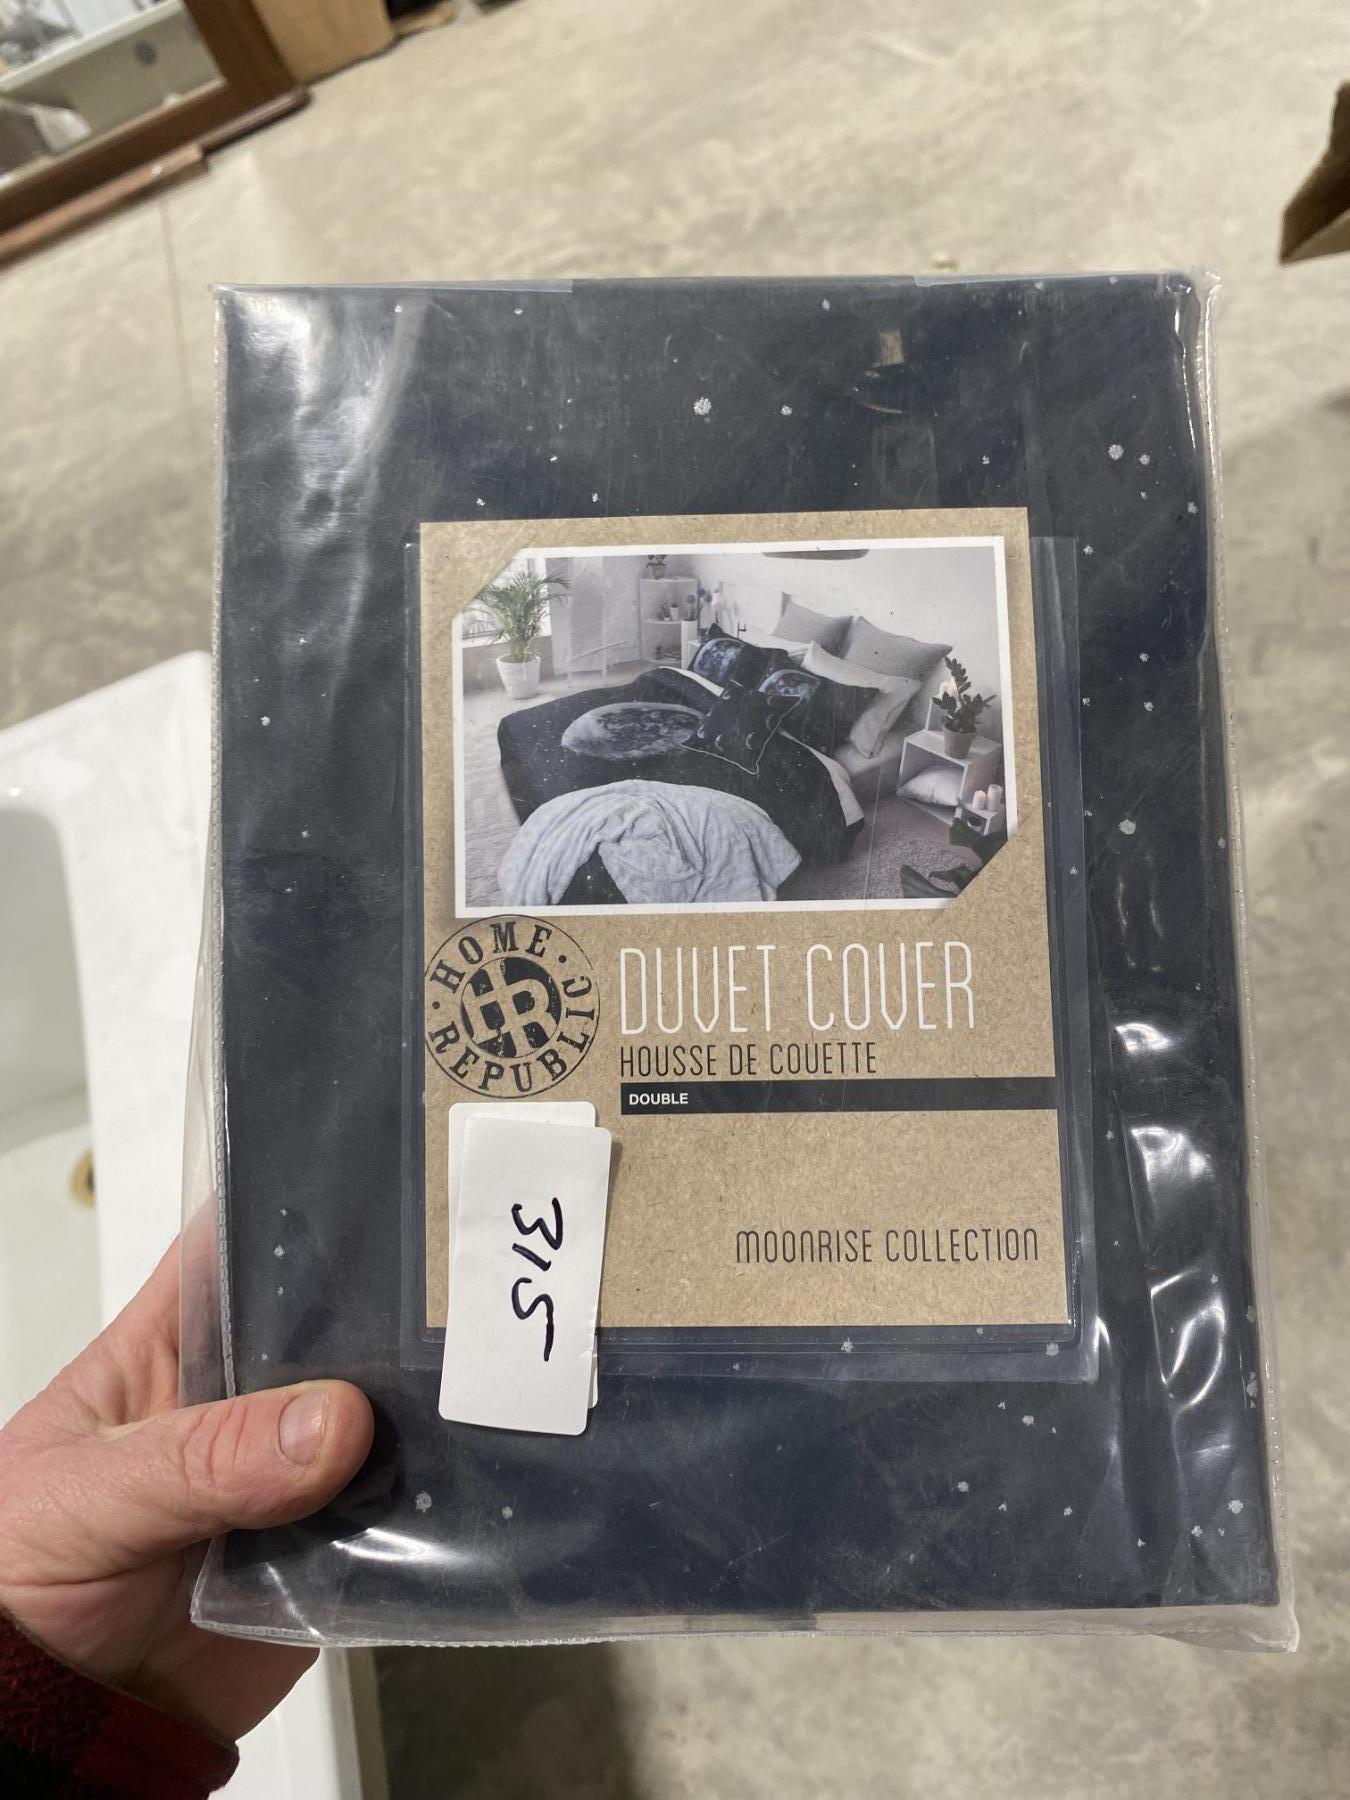 HOME REPUBLIC
HR
DUVET COVER
HOUSSE DE COUETTE
DOUBLE
MOONRISE COLLECTION
315